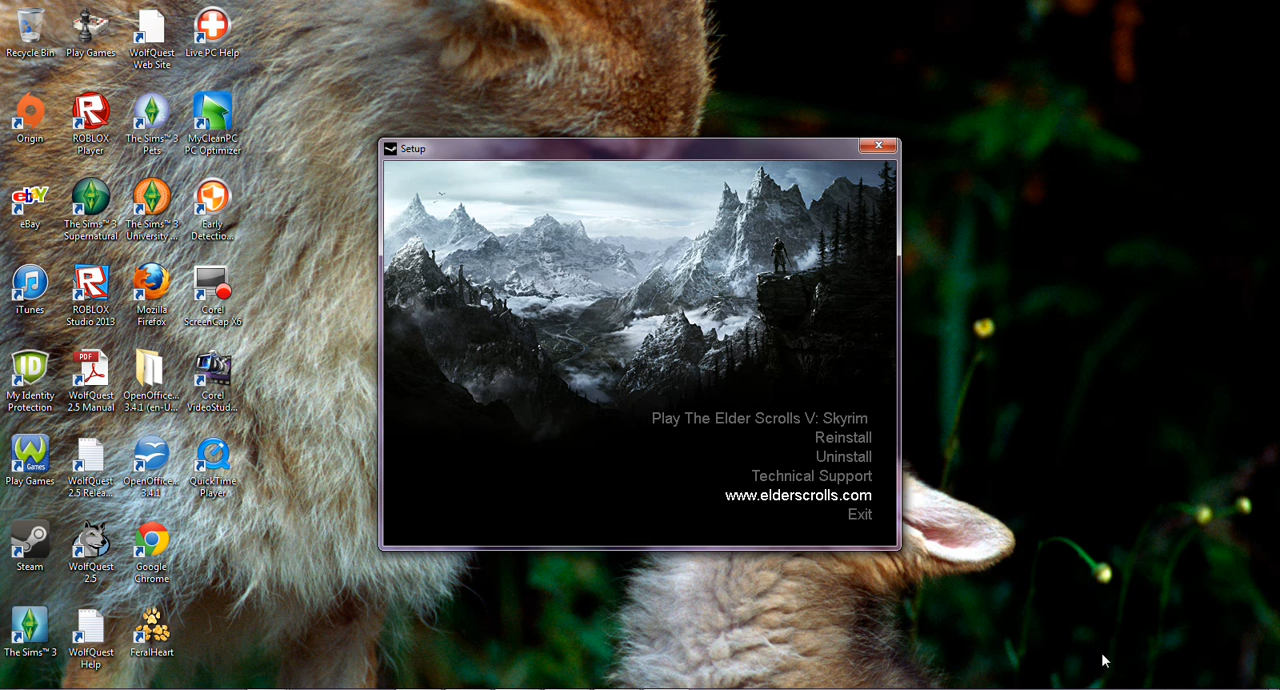 Recycle Bin
Play Games
WolfQuest
Web Site
Live PC Help
Origin
ROBLOX
Player
The Sims™ 3
Pets
MyCleanPC
PC Optimizer
eBay
The Sims™ 3
Supernatural
The Sims™ 3
University ...
Early
Detectio...
iTunes
ROBLOX
Studio 2013
Mozilla
Firefox
Corel
ScreenCap X6
ID
My Identity
Protection
PDF
WolfQuest
2.5 Manual
OpenOffice...
3.4.1 (en-U...
Corel
VideoStud...
Games
Play Games
WolfQuest
2.5 Relea...
OpenOffice...
3.4.1
QuickTime
Player
Steam
WolfQuest
2.5
Google
Chrome
The Sims™ 3
WolfQuest
Help
FeralHeart
Setup
Play The Elder Scrolls V: Skyrim
Reinstall
Uninstall
Technical Support
www.elderscrolls.com
Exit